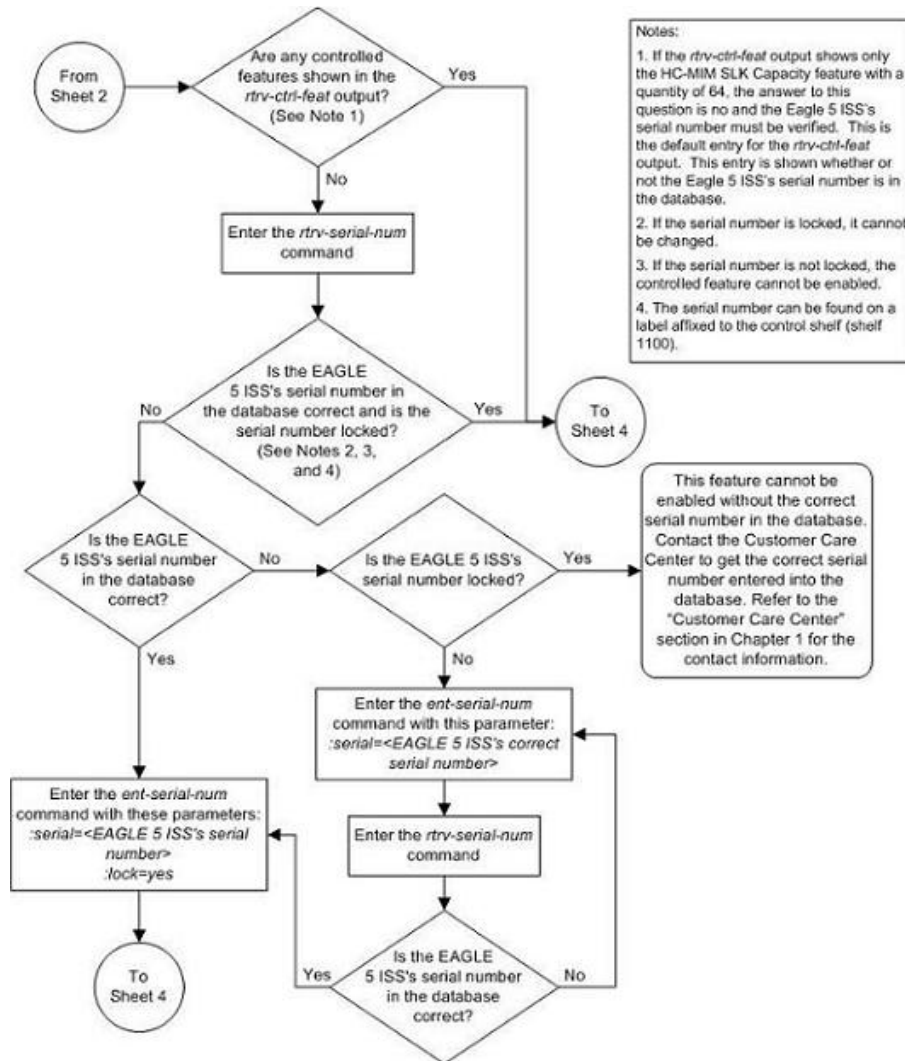 From
Sheet 2
Are any controlled
features shown in the
rtrv-ctrl-feat output?
(See Note 1)
Yes
No
Enter the rtrv-serial-num
command
Is the EAGLE
5 ISS's serial number in
the database correct and is the
serial number locked?
(See Notes 2, 3,
and 4)
No
Yes
To
Sheet 4
Notes:
1. If the rtrv-ctrl-feat output shows only
the HC-MIM SLK Capacity feature with a
quantity of 64, the answer to this
question is no and the Eagle 5 ISS's
serial number must be verified. This is
the default entry for the rtrv-ctrl-feat
output. This entry is shown whether or
not the Eagle 5 ISS's serial number is in
the database.
2. If the serial number is locked, it cannot
be changed.
3. If the serial number is not locked, the
controlled feature cannot be enabled.
4. The serial number can be found on a
label affixed to the control shelf (shelf
1100).
Is the EAGLE
5 ISS's serial number
in the database
correct?
No
Yes
Is the EAGLE 5 ISS's
serial number locked?
Yes
No
This feature cannot be
enabled without the correct
serial number in the database.
Contact the Customer Care
Center to get the correct serial
number entered into the
database. Refer to the
"Customer Care Center"
section in Chapter 1 for the
contact information.
Enter the ent-serial-num
command with this parameter:
:serial=<EAGLE 5 ISS's correct
serial number>
Enter the rtrv-serial-num
command
Is the EAGLE
5 ISS's serial number
in the database
correct?
Yes
No
Enter the ent-serial-num
command with these parameters:
:serial=<EAGLE 5 ISS's serial
number>
:lock=yes
To
Sheet 4